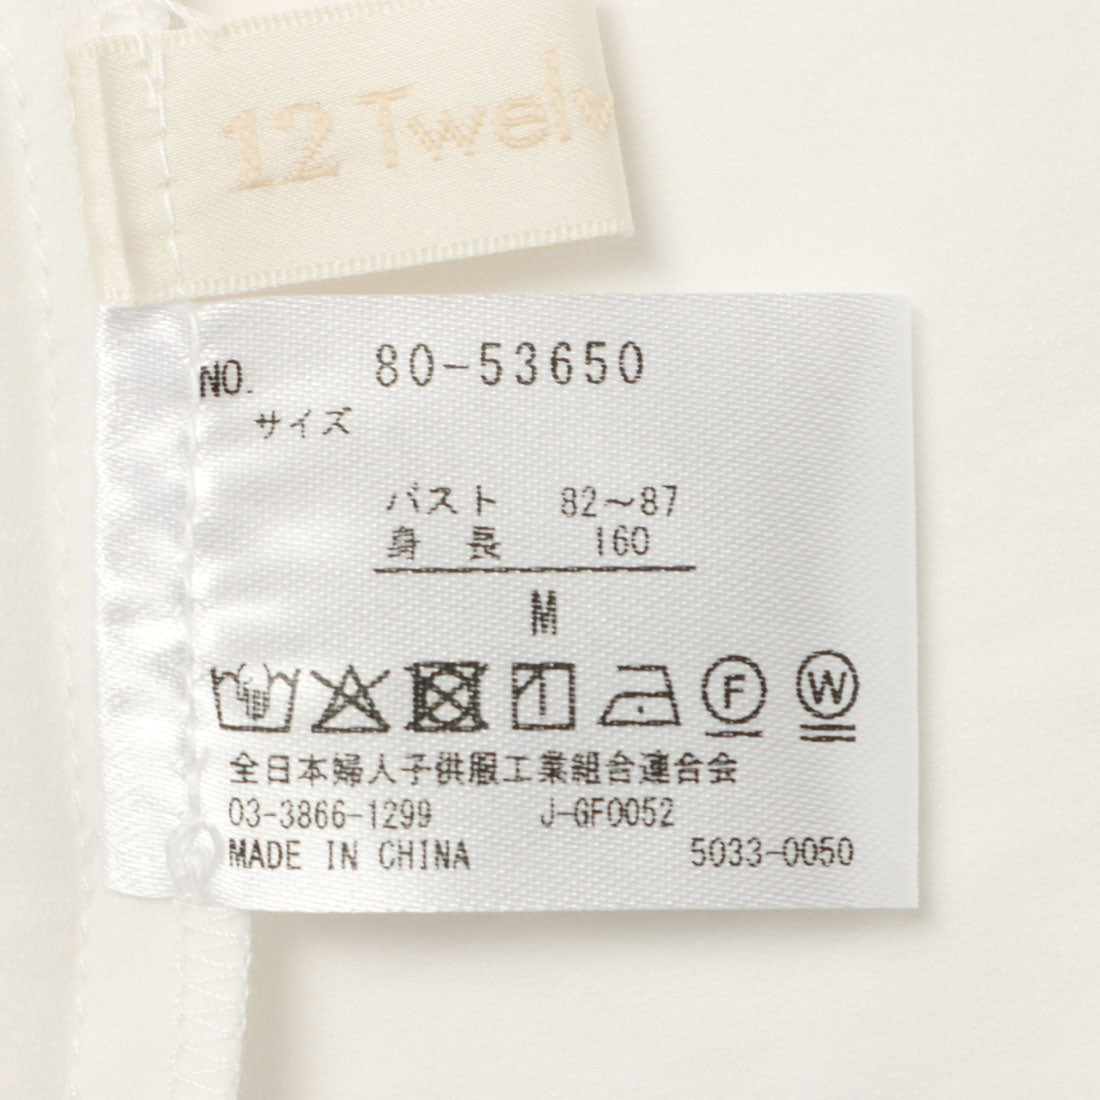 12 Twelv
NO. 80-53650
サイズ
バスト 82～87
身長 160
M
F W
全日本婦人子供服工業組合連合会
03-3866-1299 J-GF0052
MADE IN CHINA 5033-0050